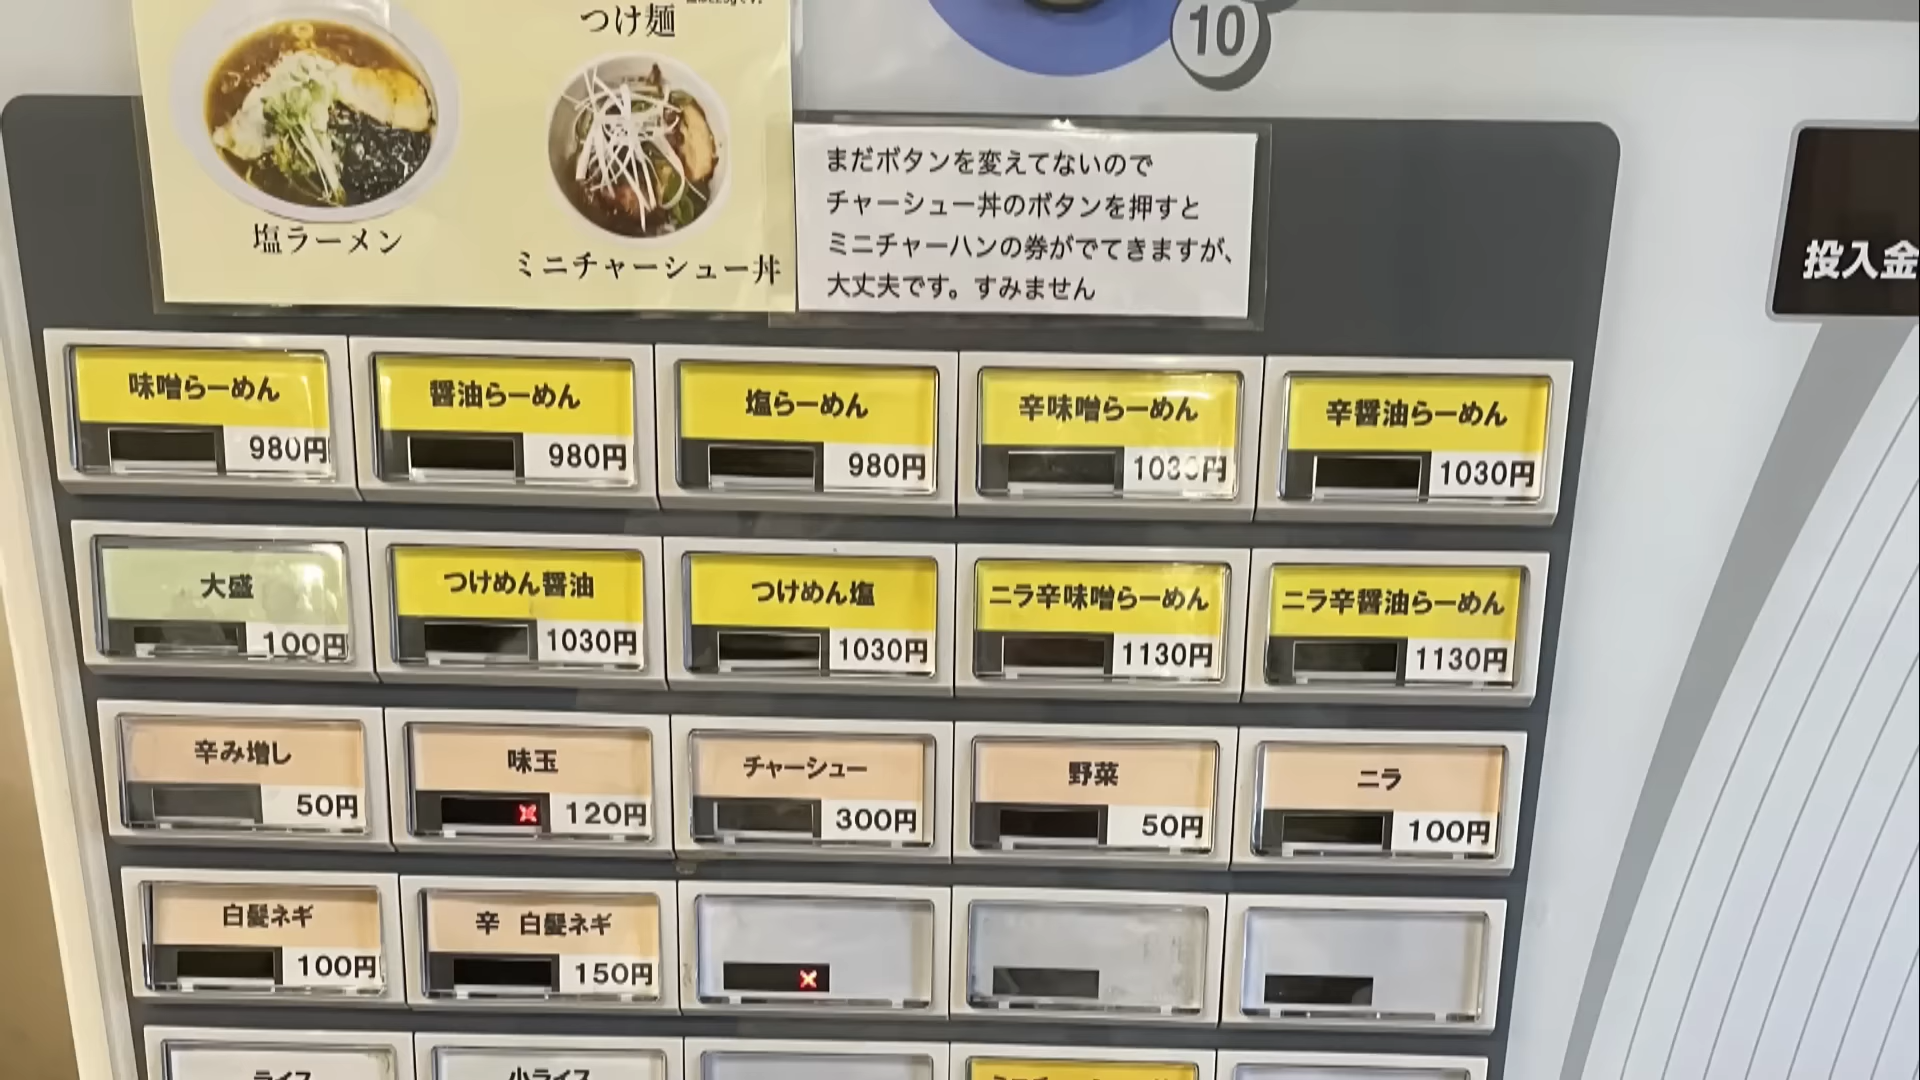 つけ麺
10
塩ラーメン
ミニチャーシュー丼
まだボタンを変えてないので
チャーシュー丼のボタンを押すと
ミニチャーハンの券がでてきますが、
大丈夫です。すみません
投入金
味噌らーめん
980円
醤油らーめん
980円
塩らーめん
980円
辛味噌らーめん
1030円
辛醤油らーめん
1030円
大盛
100円
つけめん醤油
1030円
つけめん塩
1030円
ニラ辛味噌らーめん
1130円
ニラ辛醤油らーめん
1130円
辛み増し
50円
味玉
120円
チャーシュー
300円
野菜
50円
ニラ
100円
白髪ネギ
100円
辛 白髪ネギ
150円
ライス
小ライス